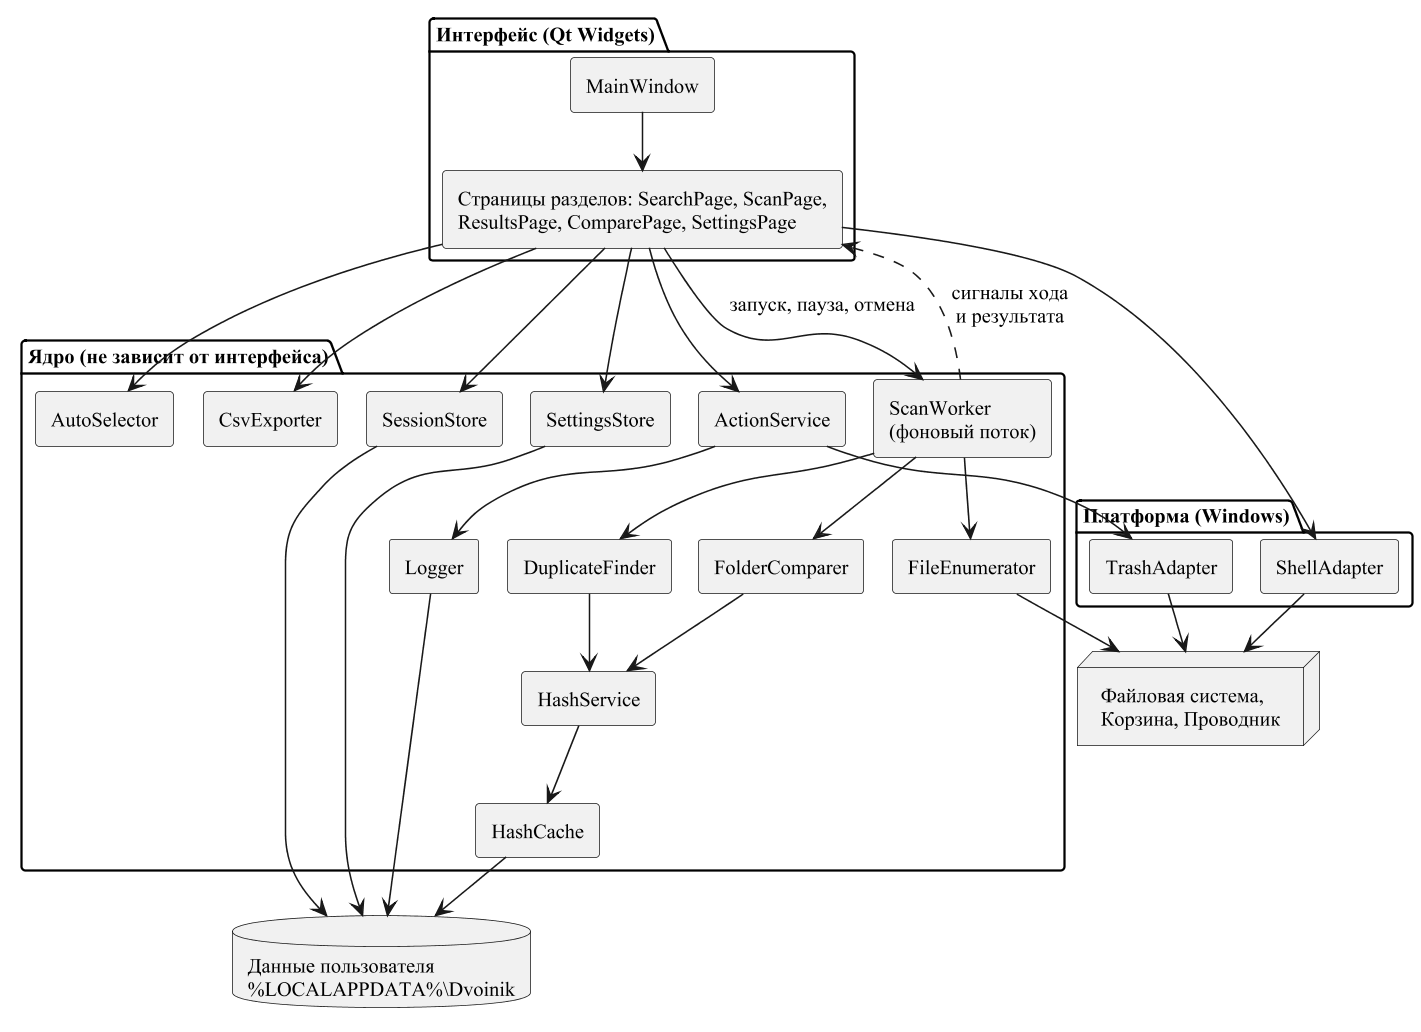 Интерфейс (Qt Widgets)
MainWindow
Страницы разделов: SearchPage, ScanPage,
ResultsPage, ComparePage, SettingsPage
запуск, пауза, отмена
сигналы хода
и результата
Ядро (не зависит от интерфейса)
AutoSelector
CsvExporter
SessionStore
SettingsStore
ActionService
ScanWorker
(фоновый поток)
Платформа (Windows)
Logger
DuplicateFinder
FolderComparer
FileEnumerator
TrashAdapter
ShellAdapter
HashService
Файловая система,
Корзина, Проводник
HashCache
Данные пользователя
%LOCALAPPDATA%\Dvoinik